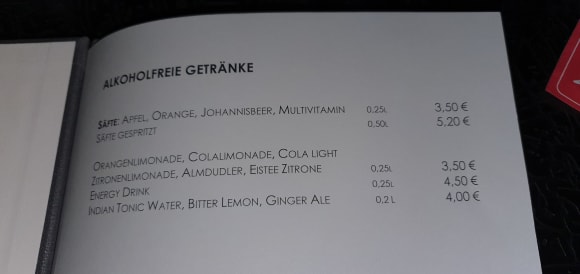 ALKOHOLFREIE GETRÄNKE
SÄFTE: APFEL, ORANGE, JOHANNISBEER, MULTIVITAMIN 0,25L 3,50 €
SÄFTE GESPRITZT 0,50L 5,20 €
ORANGENLIMONADE, COLALIMONADE, COLA LIGHT
ZITRONENLIMONADE, ALMDUDLER, EISTEE ZITRONE 0,25L 3,50 €
ENERGY DRINK 0,25L 4,50 €
INDIAN TONIC WATER, BITTER LEMON, GINGER ALE 0,2 L 4,00 €